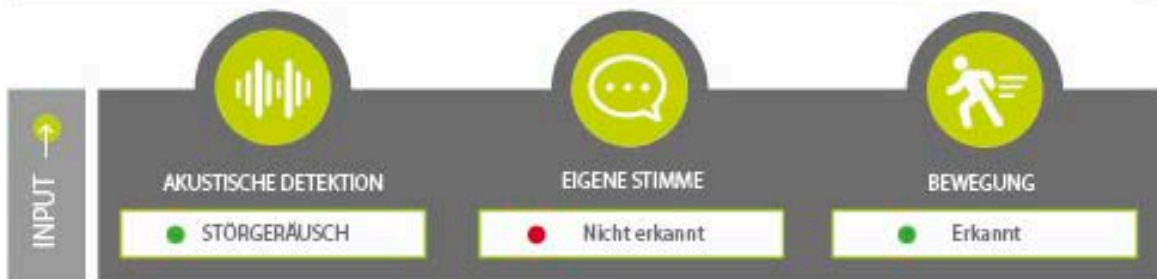 INPUT
AKUSTISCHE DETEKTION
STÖRGERÄUSCH
EIGENE STIMME
Nicht erkannt
BEWEGUNG
Erkannt